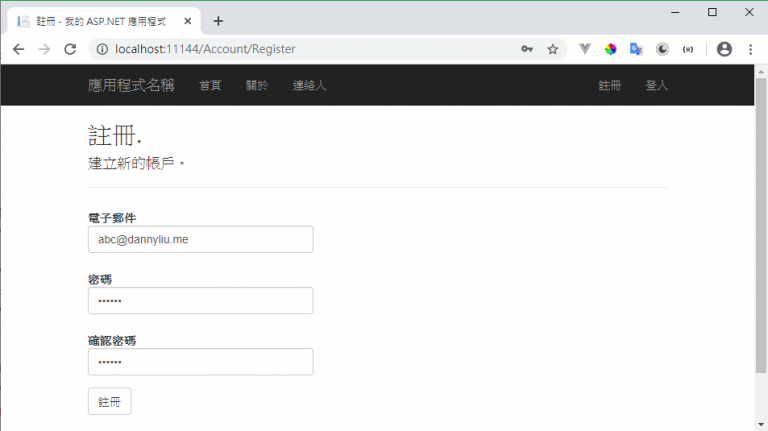 註冊 - 我的 ASP.NET 應用程式
localhost:11144/Account/Register
應用程式名稱 首頁 關於 連絡人 註冊 登入
註冊.
建立新的帳戶。
電子郵件
abc@dannyliu.me
密碼
••••••
確認密碼
••••••
註冊